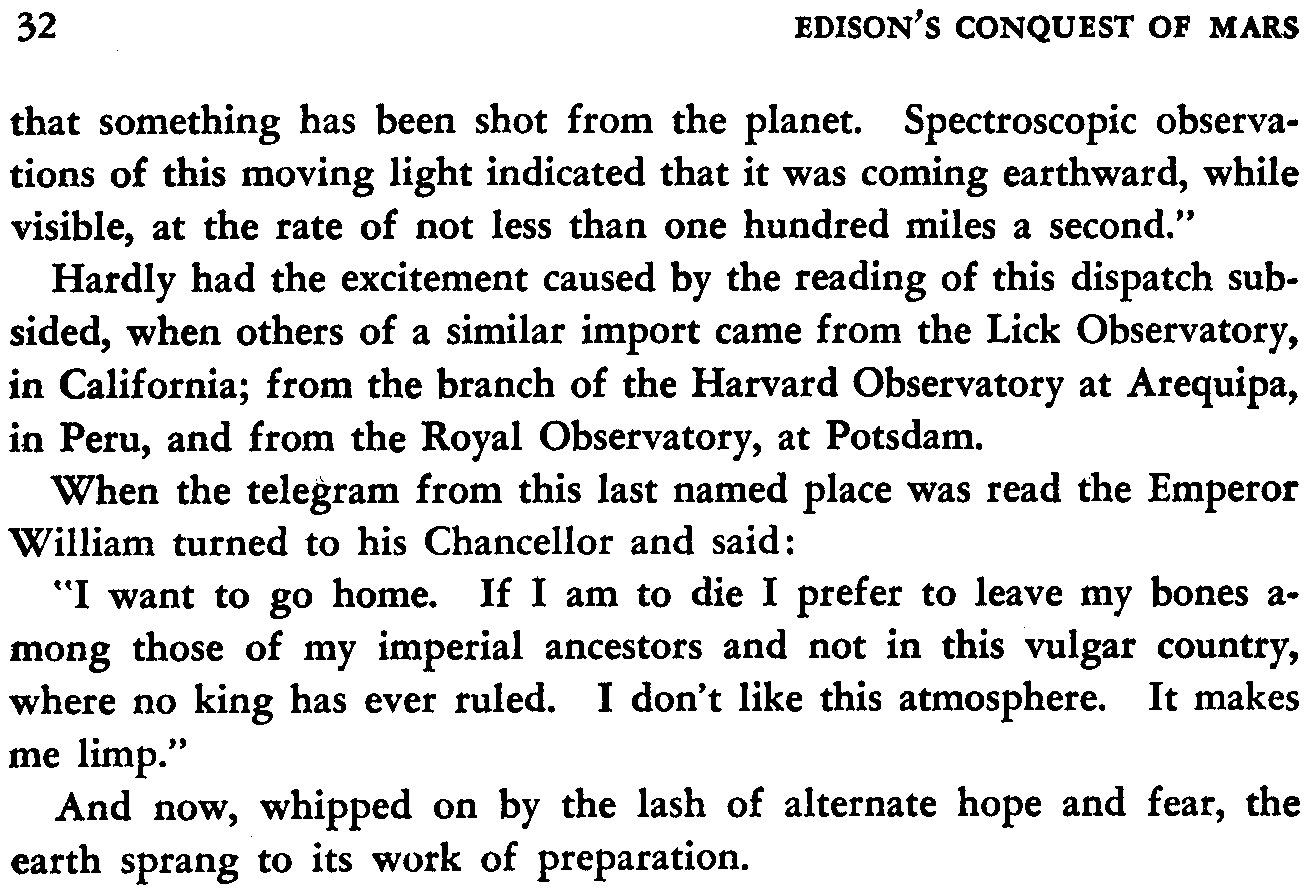 32 EDISON'S CONQUEST OF MARS
that something has been shot from the planet. Spectroscopic observa-
tions of this moving light indicated that it was coming earthward, while
visible, at the rate of not less than one hundred miles a second."
Hardly had the excitement caused by the reading of this dispatch sub-
sided, when others of a similar import came from the Lick Observatory,
in California; from the branch of the Harvard Observatory at Arequipa,
in Peru, and from the Royal Observatory, at Potsdam.
When the telegram from this last named place was read the Emperor
William turned to his Chancellor and said:
"I want to go home. If I am to die I prefer to leave my bones a-
mong those of my imperial ancestors and not in this vulgar country,
where no king has ever ruled. I don't like this atmosphere. It makes
me limp."
And now, whipped on by the lash of alternate hope and fear, the
earth sprang to its work of preparation.